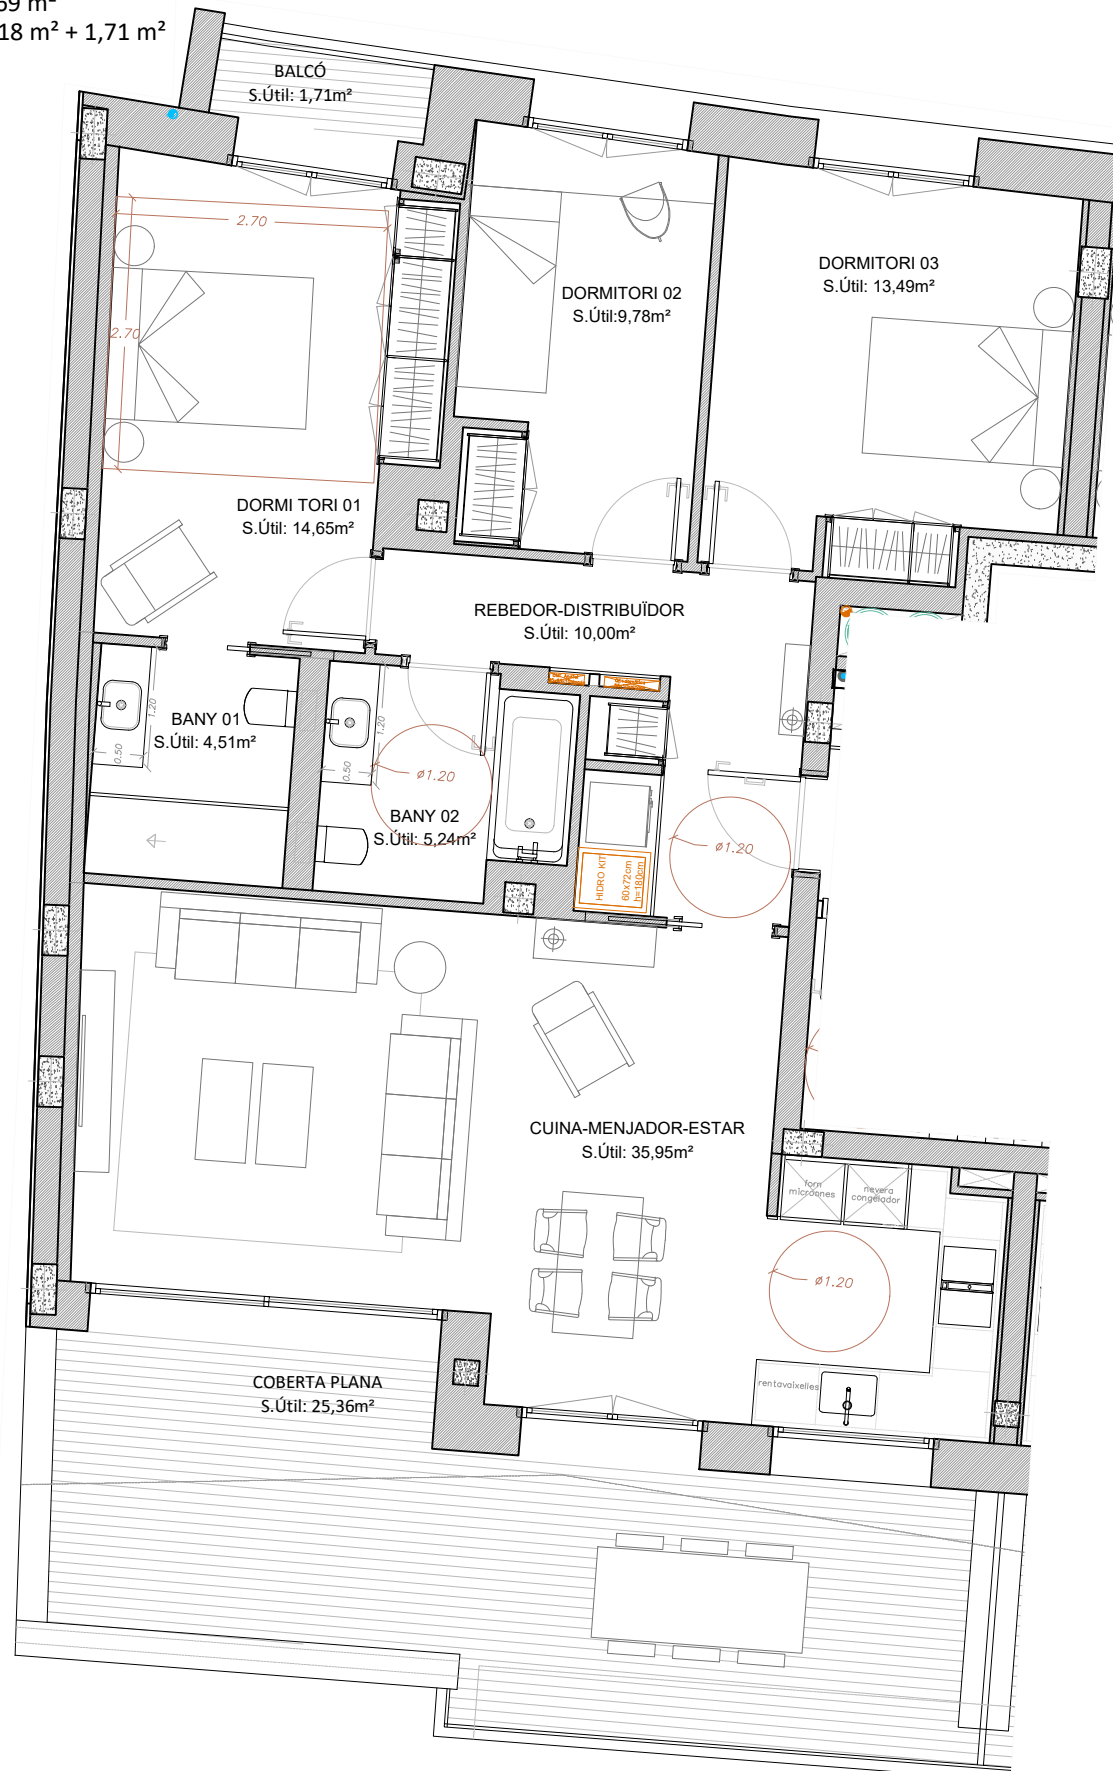 69 m²
18 m² + 1,71 m²
BALCÓ
S.Útil: 1,71m²
2.70
2.70
DORMITORI 02
S.Útil:9,78m²
DORMITORI 03
S.Útil: 13,49m²
DORMI TORI 01
S.Útil: 14,65m²
REBEDOR-DISTRIBUÏDOR
S.Útil: 10,00m²
BANY 01
S.Útil: 4,51m²
1.20
0.50
1.20
0.50
ø1.20
BANY 02
S.Útil: 5,24m²
HIDRO KIT
60x72cm
h=180cm
ø1.20
CUINA-MENJADOR-ESTAR
S.Útil: 35,95m²
forn
microones
nevera
congelador
ø1.20
rentavaixelles
COBERTA PLANA
S.Útil: 25,36m²